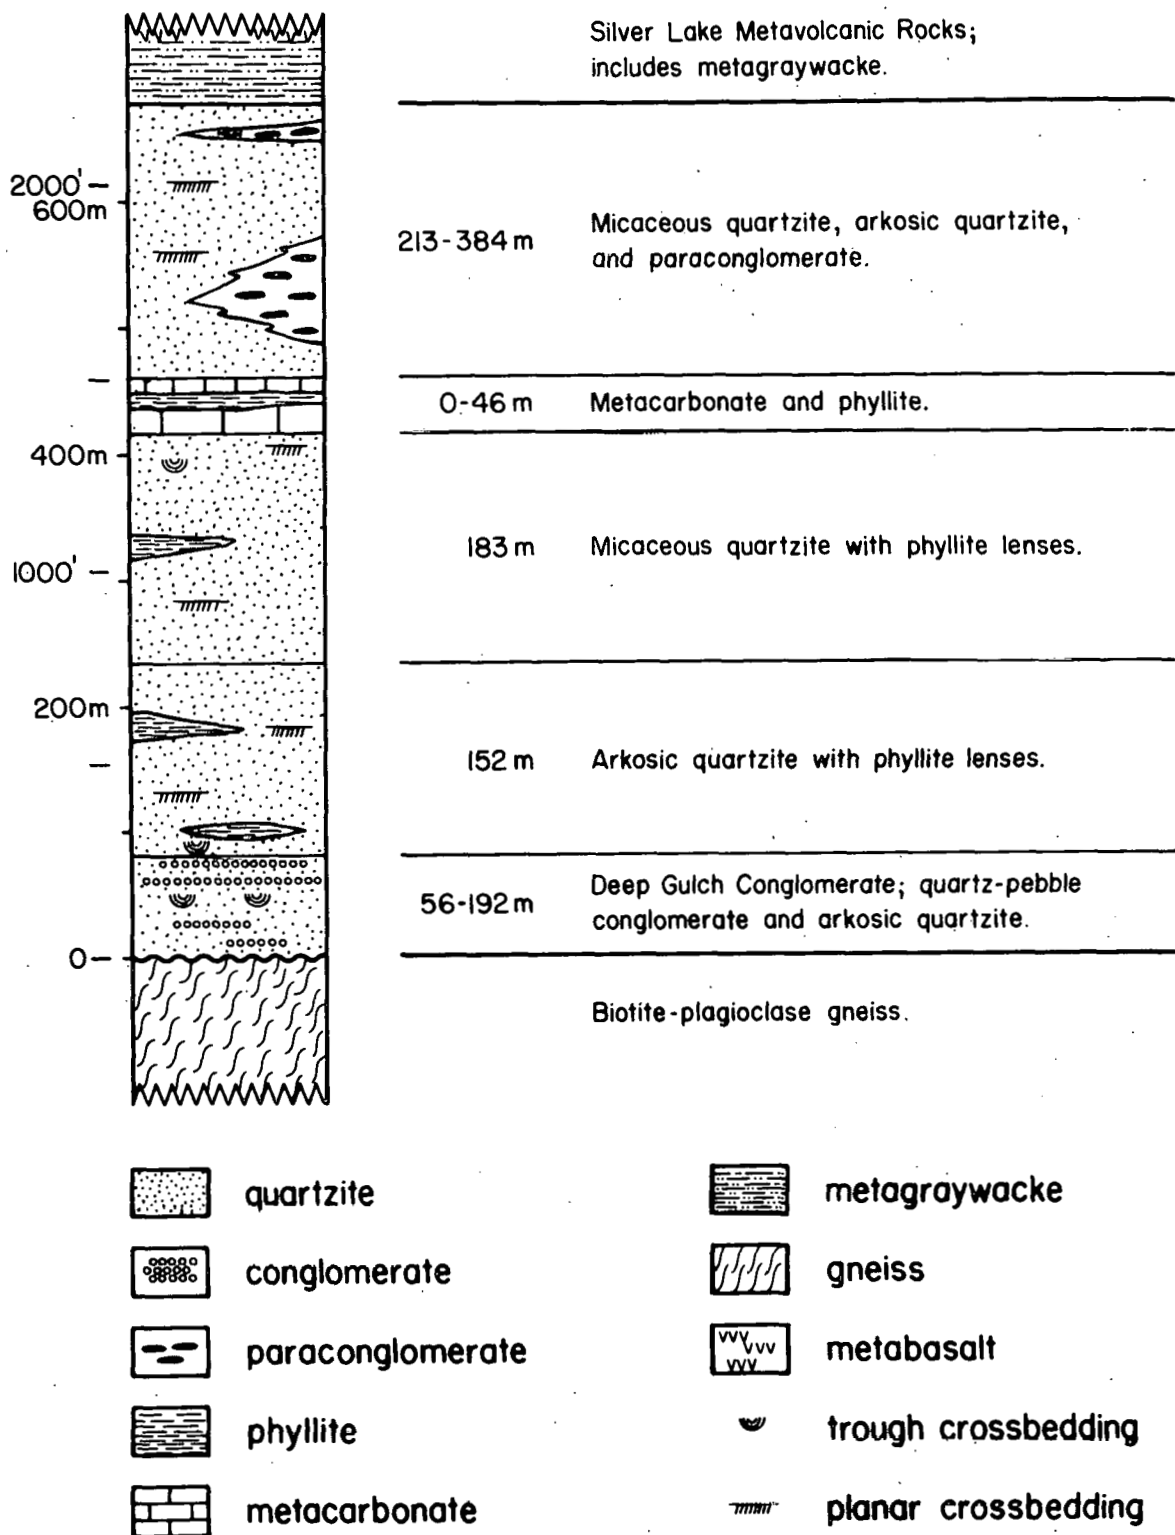 Silver Lake Metavolcanic Rocks;
includes metagraywacke.
2000'
600m
213-384 m
Micaceous quartzite, arkosic quartzite,
and paraconglomerate.
0-46 m
Metacarbonate and phyllite.
400m
183 m
Micaceous quartzite with phyllite lenses.
1000'
200m
152 m
Arkosic quartzite with phyllite lenses.
56-192 m
Deep Gulch Conglomerate; quartz-pebble
conglomerate and arkosic quartzite.
0
Biotite-plagioclase gneiss.
quartzite
conglomerate
paraconglomerate
phyllite
metacarbonate
metagraywacke
gneiss
metabasalt
trough crossbedding
planar crossbedding